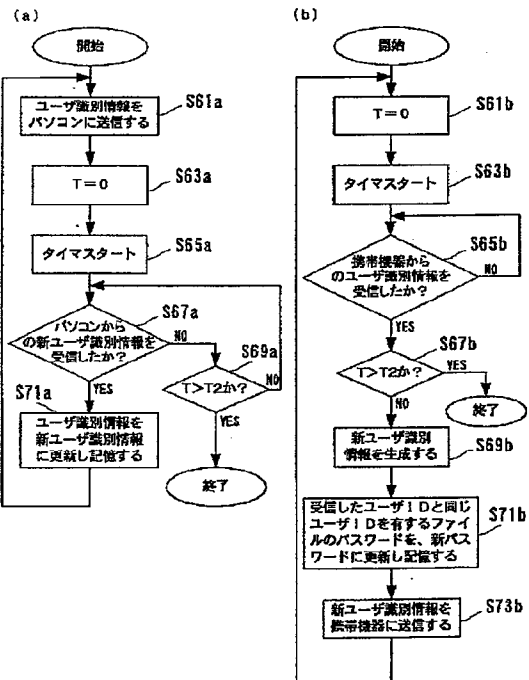 (a)
開始
ユーザ識別情報を
パソコンに送信する
S61a
T=0
S63a
タイマスタート
S65a
パソコンから
の新ユーザ識別情報を
受信したか?
S67a
NO
YES
T>T2か?
S69a
NO
YES
終了
S71a
ユーザ識別情報を
新ユーザ識別情報
に更新し記憶する
(b)
開始
T=0
S61b
タイマスタート
S63b
携帯機器から
のユーザ識別情報を
受信したか?
S65b
NO
YES
T>T2か?
S67b
YES
NO
終了
新ユーザ識別
情報を生成する
S69b
受信したユーザIDと同じ
ユーザIDを有するファイ
ルのパスワードを、新パス
ワードに更新し記憶する
S71b
新ユーザ識別情報を
携帯機器に送信する
S73b